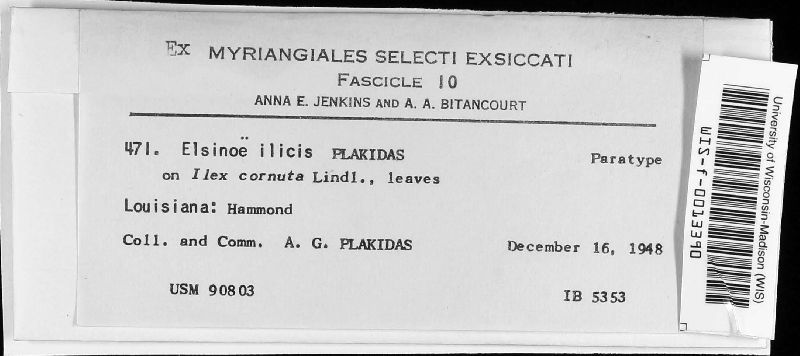 Ex MYRIANGIALES SELECTI EXSICCATI
FASCICLE 10
ANNA E. JENKINS AND A. A. BITANCOURT
471. Elsinoë ilicis PLAKIDAS
Paratype
on Ilex cornuta Lindl., leaves
Louisiana: Hammond
Coll. and Comm. A. G. PLAKIDAS
December 16, 1948
USM 90803
IB 5353
University of Wisconsin-Madison (WIS)
WIS-f-0013390